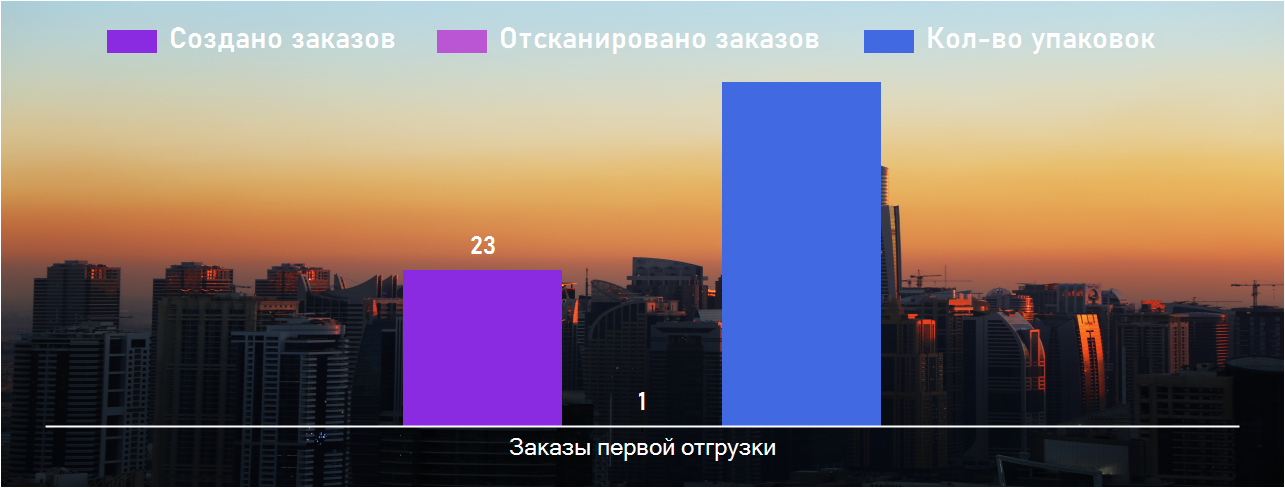 Создано заказов Отсканировано заказов Кол-во упаковок
23
1
Заказы первой отгрузки